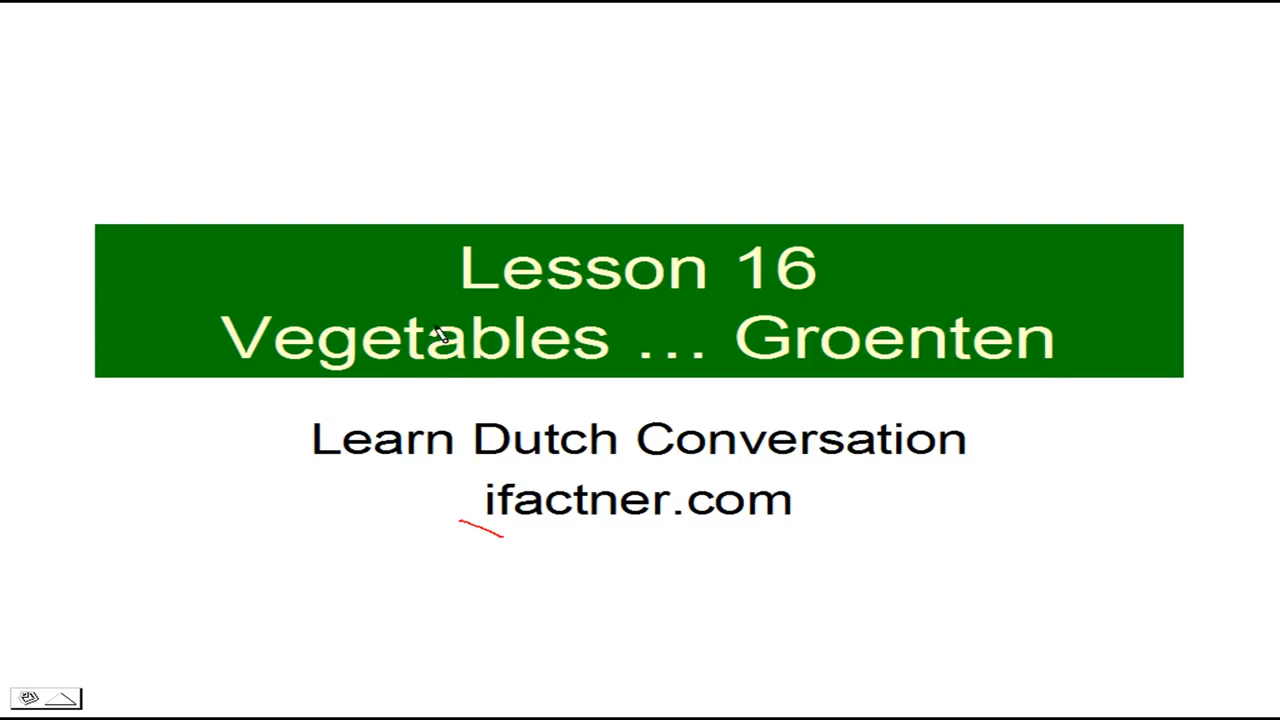 Lesson 16
Vegetables ... Groenten
Learn Dutch Conversation
ifactner.com